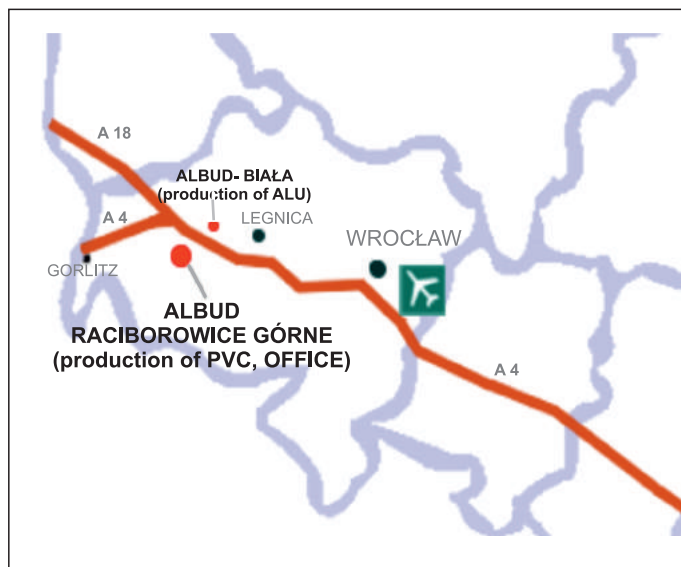 A 18
ALBUD- BIAŁA
(production of ALU)
A 4
LEGNICA
WROCŁAW
GORLITZ
ALBUD
RACIBOROWICE GÓRNE
(production of PVC, OFFICE)
A 4